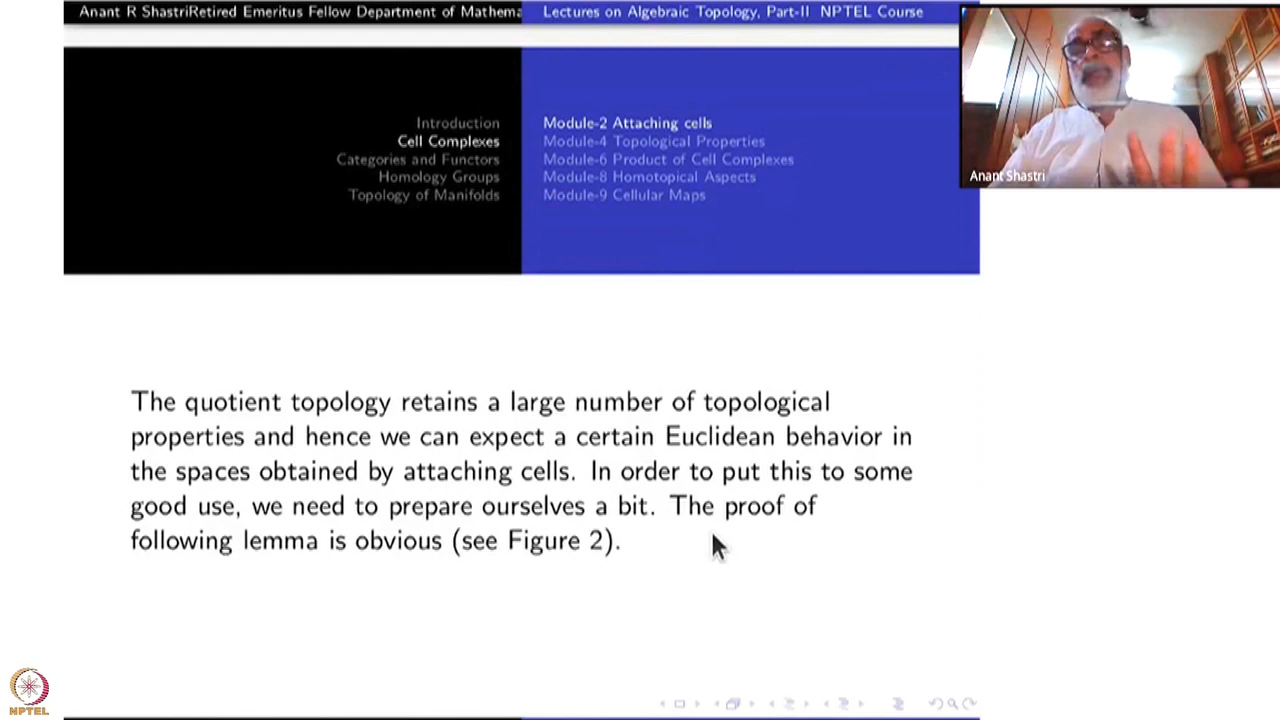 Anant R ShastriRetired Emeritus Fellow Department of Mathema
Lectures on Algebraic Topology, Part-II NPTEL Course
Introduction
Cell Complexes
Categories and Functors
Homology Groups
Topology of Manifolds
Module-2 Attaching cells
Module-4 Topological Properties
Module-6 Product of Cell Complexes
Module-8 Homotopical Aspects
Module-9 Cellular Maps
Anant Shastri
The quotient topology retains a large number of topological
properties and hence we can expect a certain Euclidean behavior in
the spaces obtained by attaching cells. In order to put this to some
good use, we need to prepare ourselves a bit. The proof of
following lemma is obvious (see Figure 2).
NPTEL